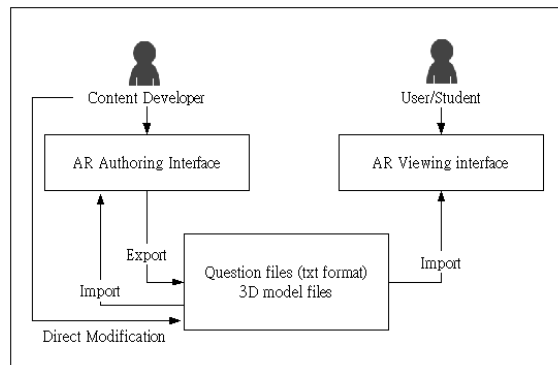 Content Developer
User/Student
AR Authoring Interface
AR Viewing interface
Export
Question files (txt format)
3D model files
Import
Import
Direct Modification